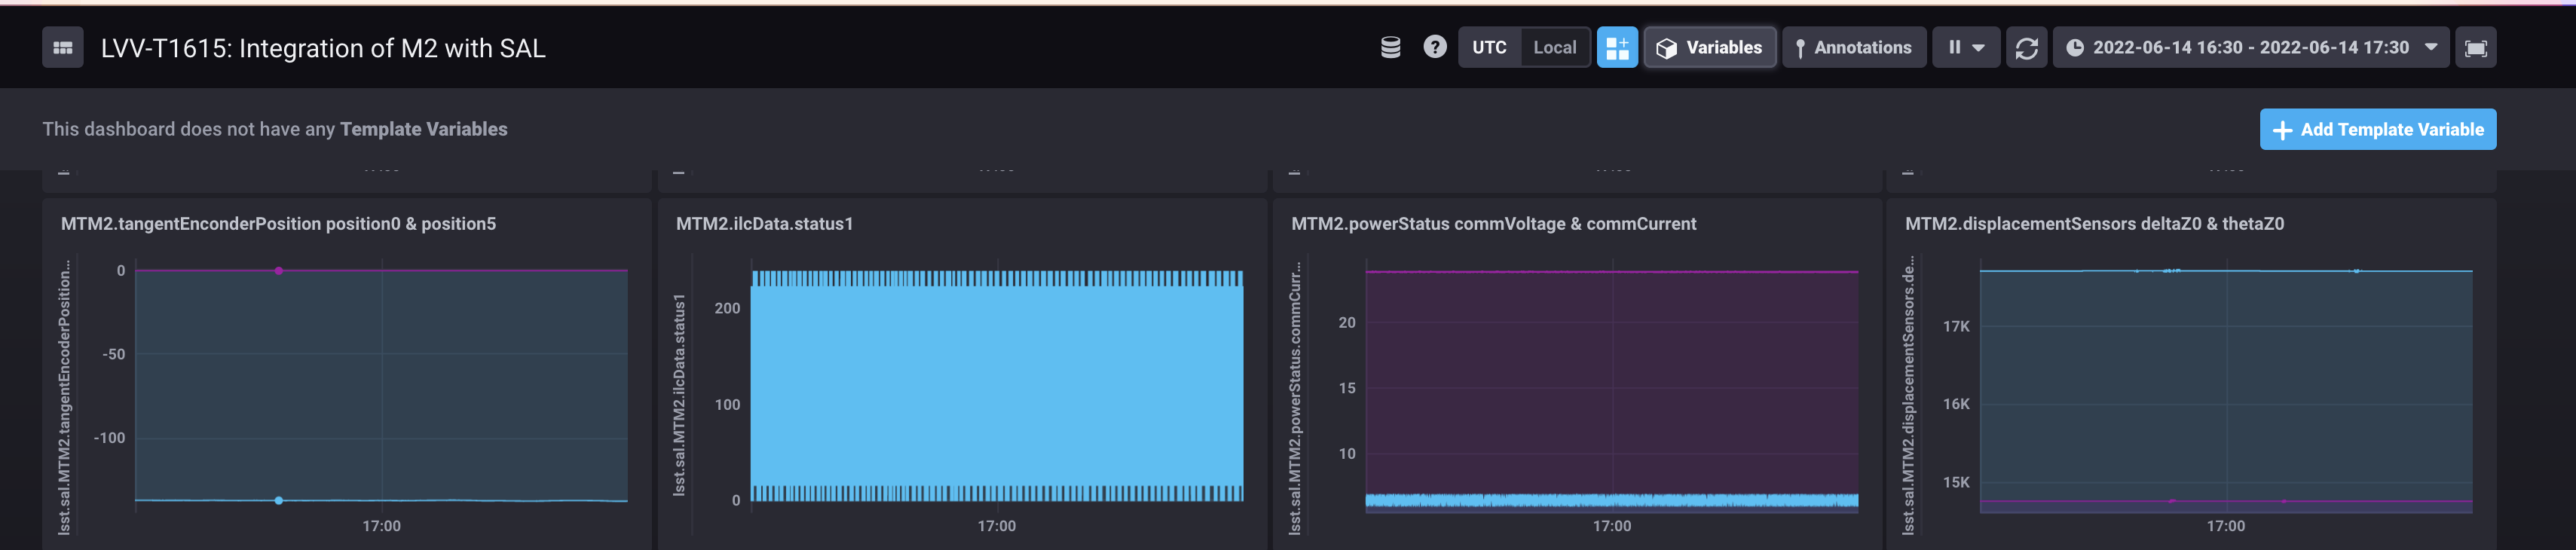 LVV-T1615: Integration of M2 with SAL
UTC Local Variables Annotations 2022-06-14 16:30 - 2022-06-14 17:30
This dashboard does not have any Template Variables
Add Template Variable
MTM2.tangentEnconderPosition position0 & position5
lsst.sal.MTM2.tangentEncoderPosition...
0
-50
-100
17:00
MTM2.ilcData.status1
lsst.sal.MTM2.ilcData.status1
200
100
0
17:00
MTM2.powerStatus commVoltage & commCurrent
lsst.sal.MTM2.powerStatus.commCurr...
20
15
10
17:00
MTM2.displacementSensors deltaZ0 & thetaZ0
lsst.sal.MTM2.displacementSensors.de...
17K
16K
15K
17:00